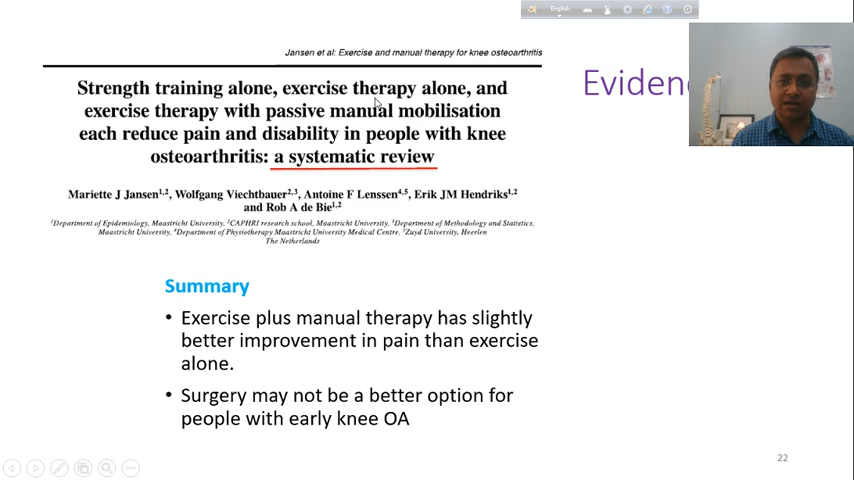 English
Jansen et al: Exercise and manual therapy for knee osteoarthritis
Evidenc
Strength training alone, exercise therapy alone, and
exercise therapy with passive manual mobilisation
each reduce pain and disability in people with knee
osteoarthritis: a systematic review
Mariette J Jansen1,2, Wolfgang Viechtbauer2,3, Antoine F Lenssen4,5, Erik JM Hendriks1,2
and Rob A de Bie1,2
1Department of Epidemiology, Maastricht University, 2CAPHRI research school, Maastricht University, 3Department of Methodology and Statistics,
Maastricht University, 4Department of Physiotherapy Maastricht University Medical Centre, 5Zuyd University, Heerlen
The Netherlands
Summary
• Exercise plus manual therapy has slightly
better improvement in pain than exercise
alone.
• Surgery may not be a better option for
people with early knee OA
22